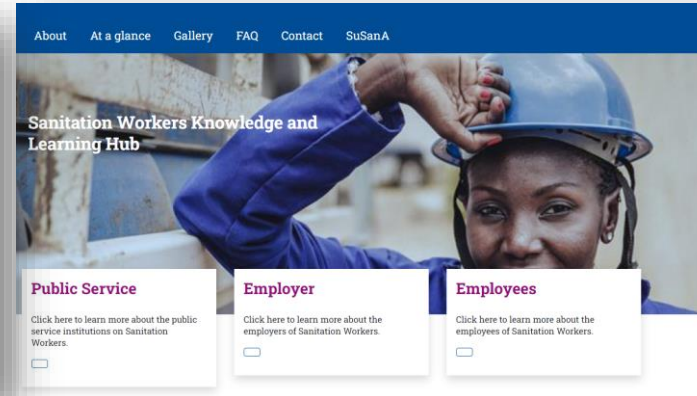 About At a glance Gallery FAQ Contact SuSanA
Sanitation Workers Knowledge and
Learning Hub
Public Service
Click here to learn more about the public
service institutions on Sanitation
Workers.
Employer
Click here to learn more about the
employers of Sanitation Workers.
Employees
Click here to learn more about the
employees of Sanitation Workers.